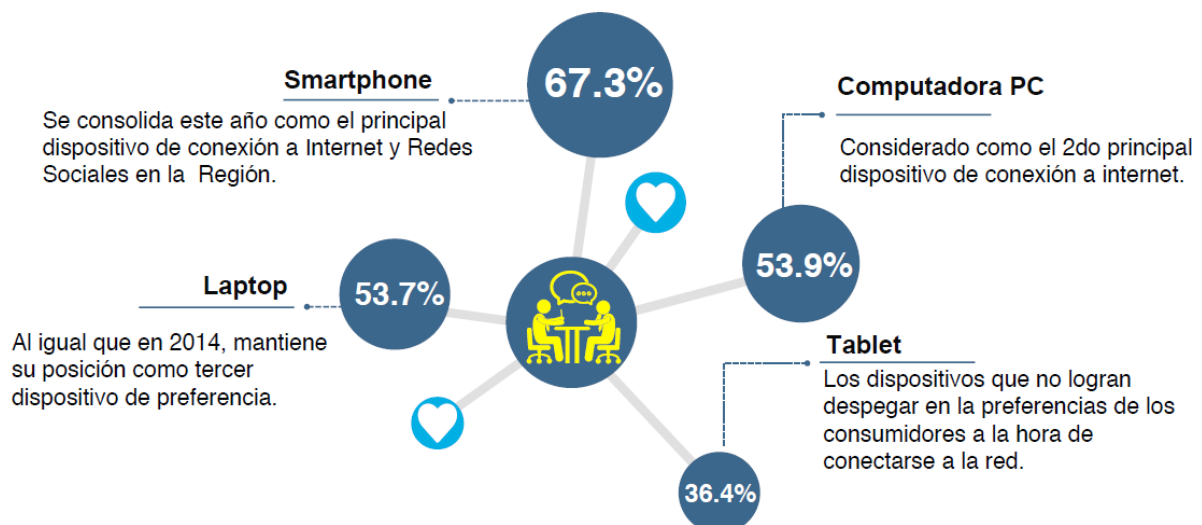 Smartphone
67.3%
Se consolida este año como el principal
dispositivo de conexión a Internet y Redes
Sociales en la Región.
Computadora PC
Considerado como el 2do principal
dispositivo de conexión a internet.
53.9%
Laptop
53.7%
Al igual que en 2014, mantiene
su posición como tercer
dispositivo de preferencia.
Tablet
Los dispositivos que no logran
despegar en la preferencias de los
consumidores a la hora de
conectarse a la red.
36.4%